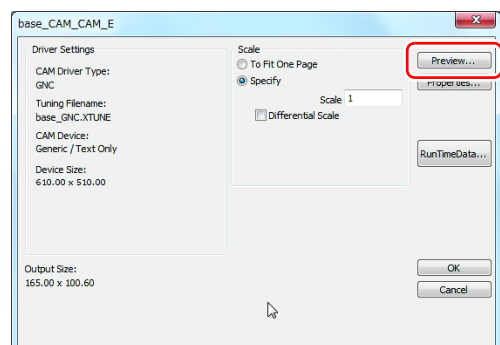 base_CAM_CAM_E
Driver Settings
CAM Driver Type:
GNC
Tuning Filename:
base_GNC.XTUNE
CAM Device:
Generic / Text Only
Device Size:
610.00 x 510.00
Scale
To Fit One Page
Specify
Scale 1
Differential Scale
Preview...
Properties...
RunTimeData...
Output Size:
165.00 x 100.60
OK
Cancel